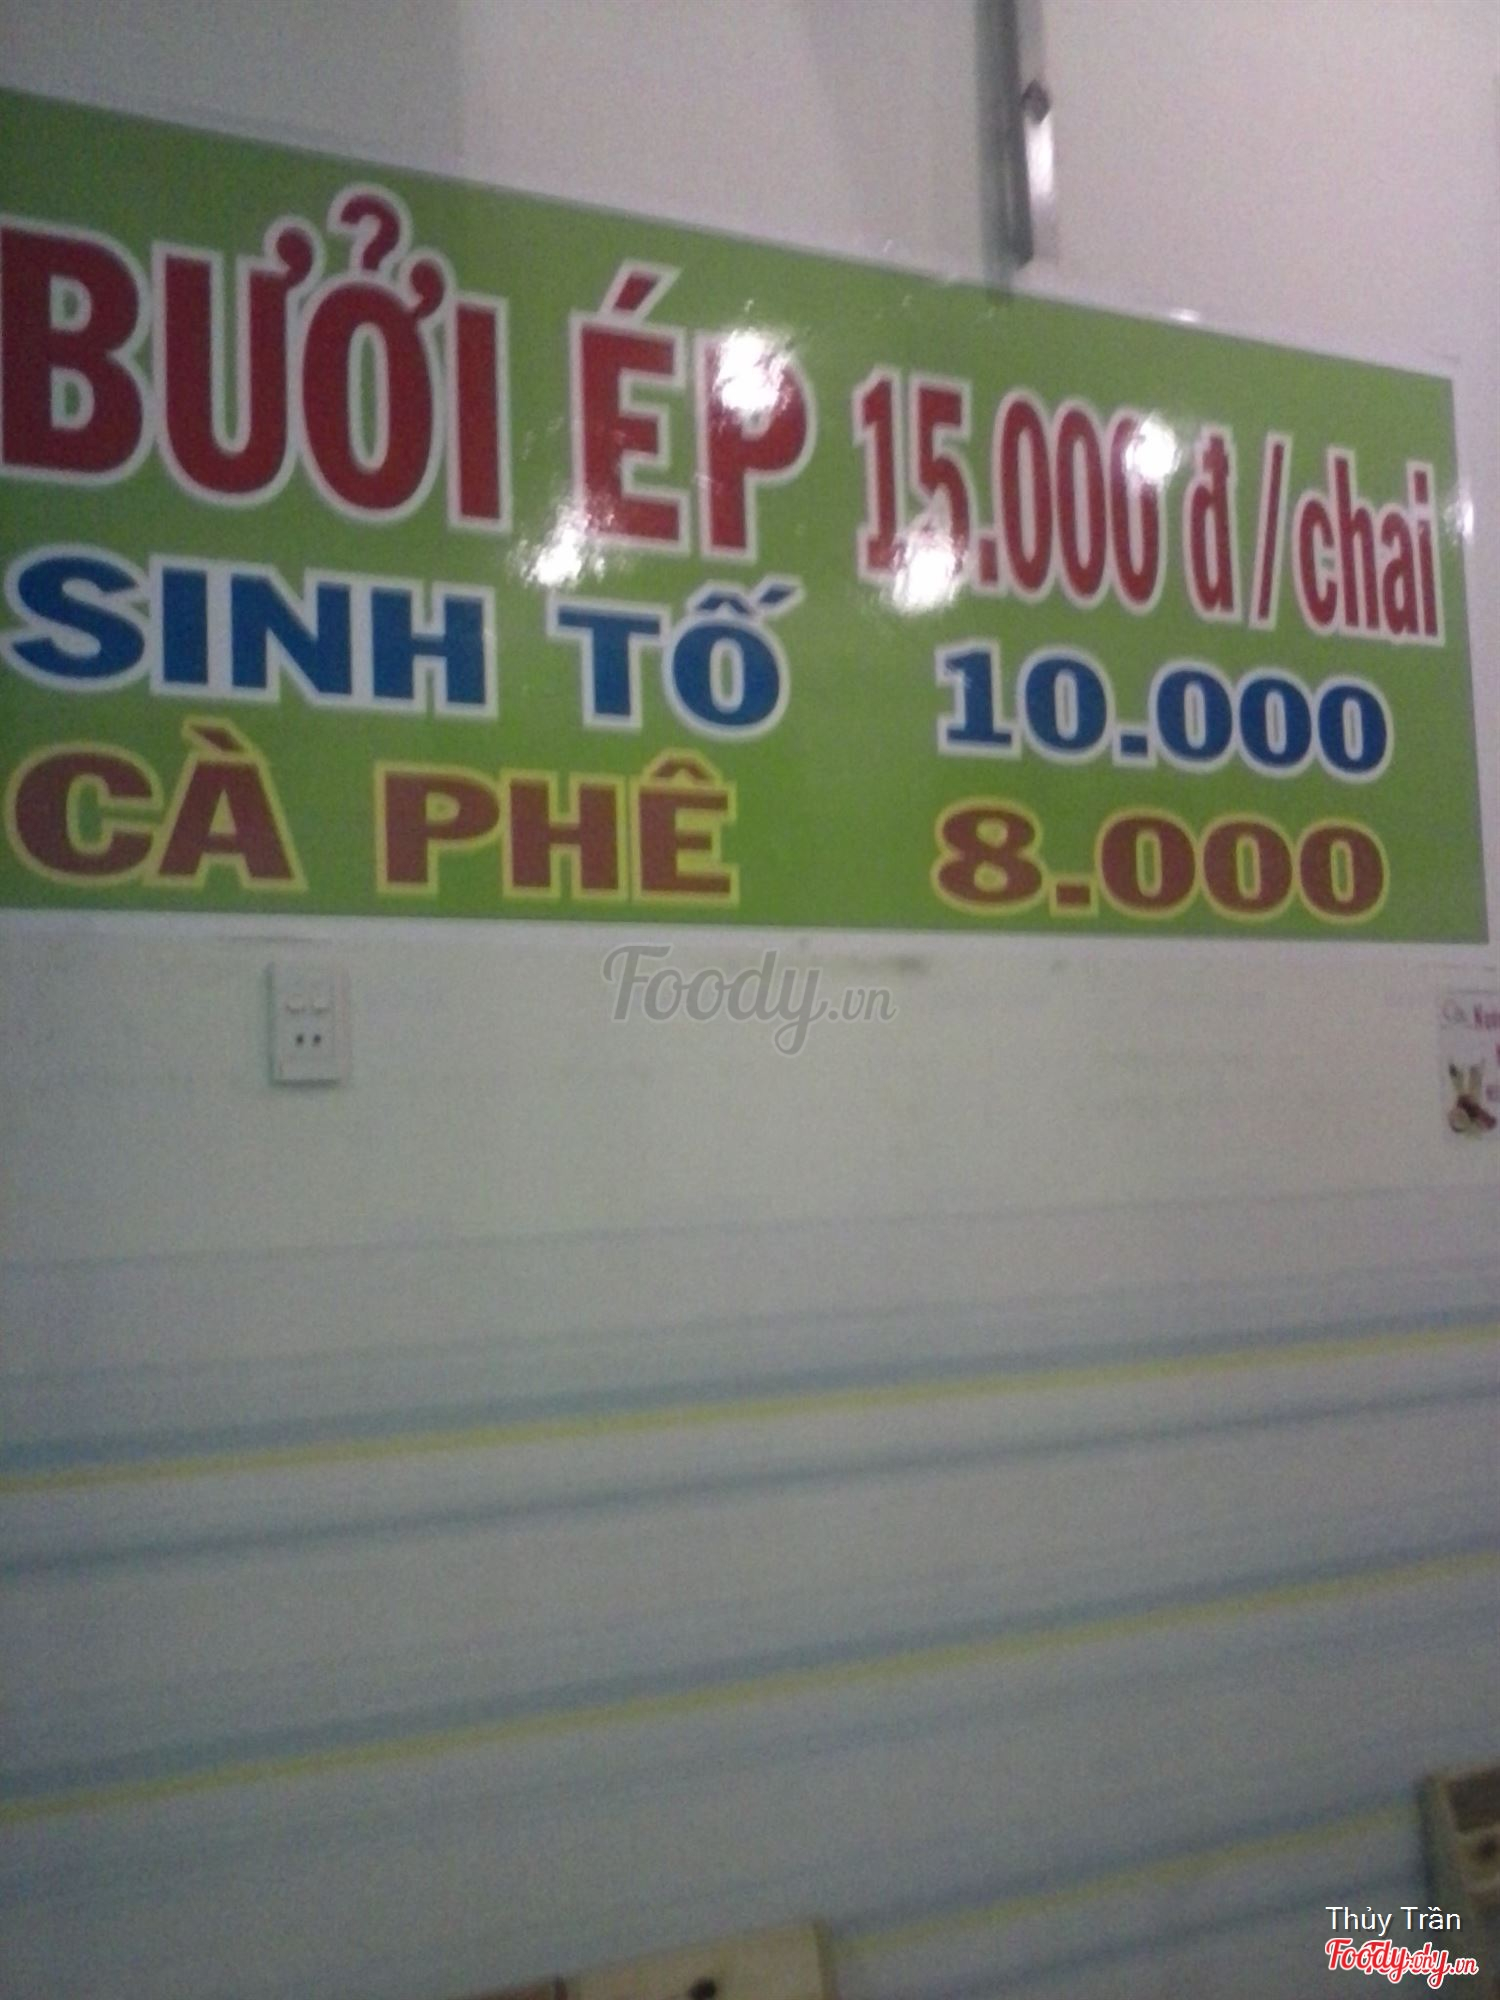 BƯỞI ÉP 15.000 đ / chai
SINH TỐ 10.000
CÀ PHÊ 8.000
Foody.vn
Thủy Trần
Foody.vn